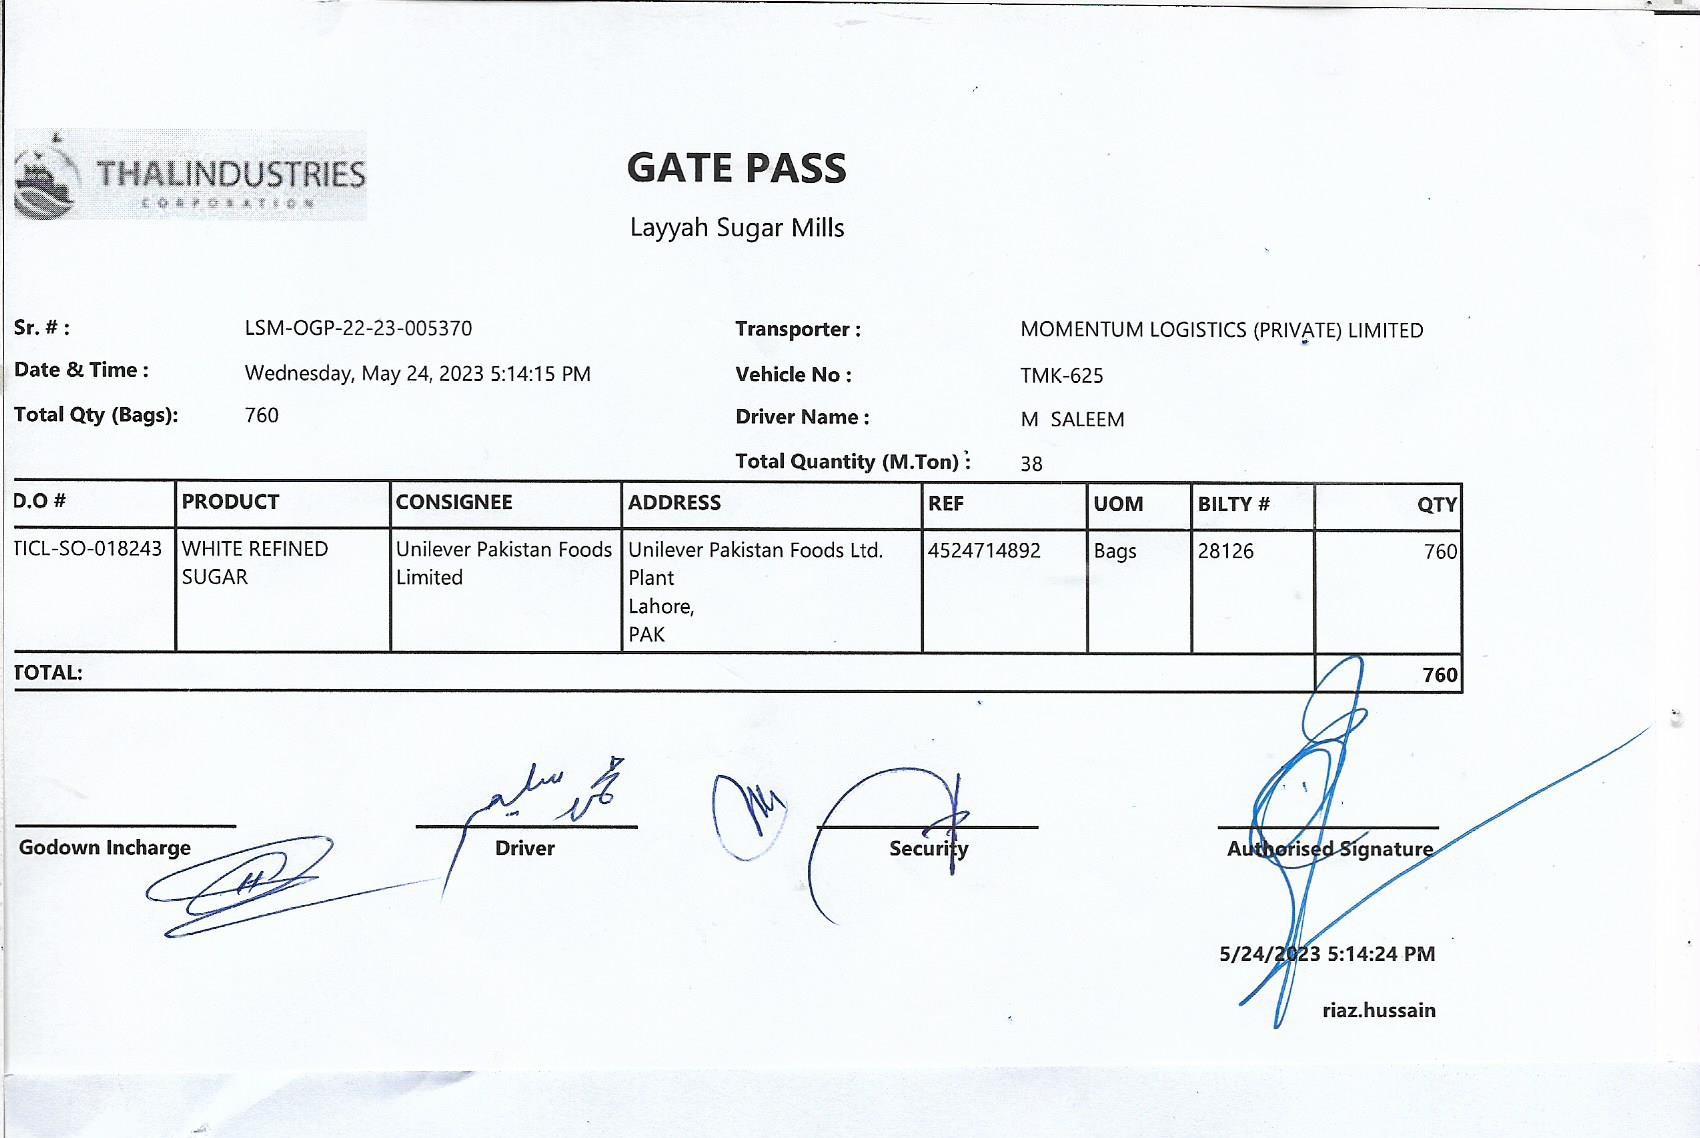 THALINDUSTRIES
CORPORATION
GATE PASS
Layyah Sugar Mills
Sr. # : LSM-OGP-22-23-005370
Transporter : MOMENTUM LOGISTICS (PRIVATE) LIMITED
Date & Time : Wednesday, May 24, 2023 5:14:15 PM
Vehicle No : TMK-625
Total Qty (Bags): 760
Driver Name : M SALEEM
Total Quantity (M.Ton) : 38
D.O # PRODUCT CONSIGNEE ADDRESS REF UOM BILTY # QTY
TICL-SO-018243 WHITE REFINED Unilever Pakistan Foods Unilever Pakistan Foods Ltd. 4524714892 Bags 28126 760
SUGAR Limited Plant
Lahore,
PAK
TOTAL: 760
محمد سلیم
Godown Incharge Driver Security Authorised Signature
5/24/2023 5:14:24 PM
riaz.hussain